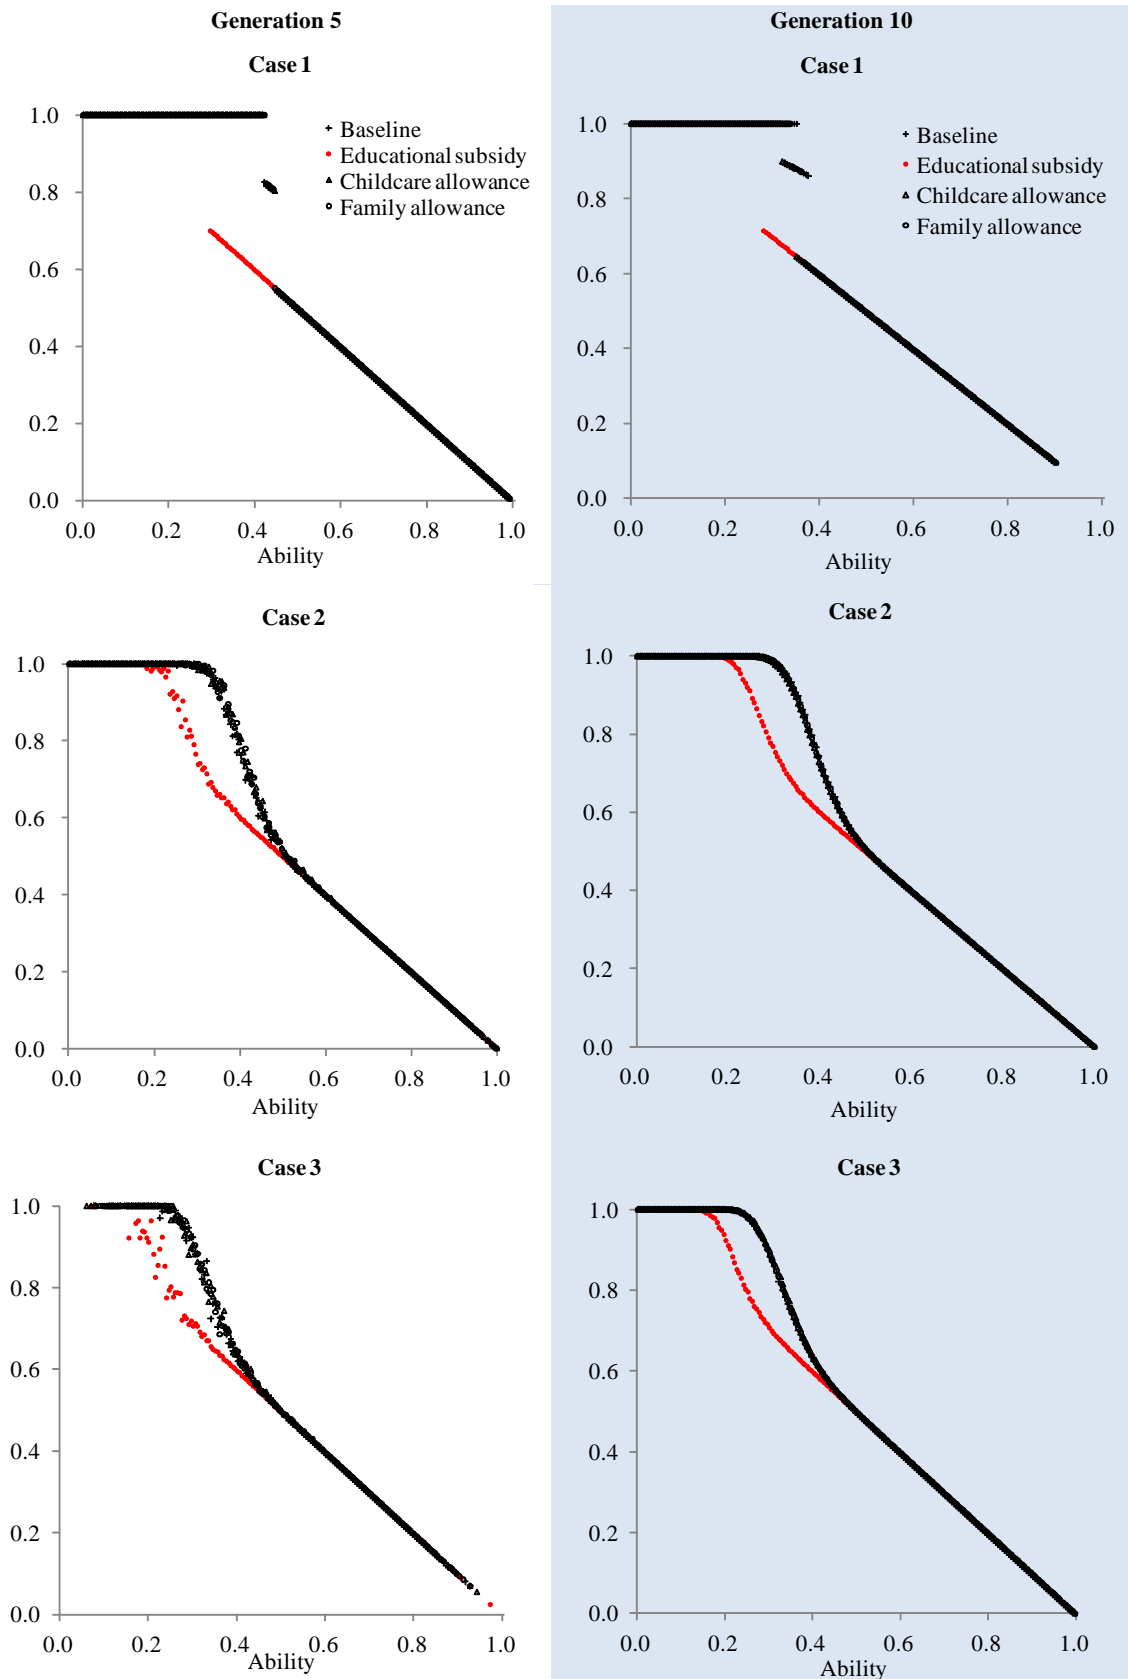 Generation 5
Generation 10
Case 1
1.0
0.8
0.6
0.4
0.2
0.0
Baseline
Educational subsidy
Childcare allowance
Family allowance
0.0 0.2 0.4 0.6 0.8 1.0
Ability
Case 1
1.0
0.8
0.6
0.4
0.2
0.0
Baseline
Educational subsidy
Childcare allowance
Family allowance
0.0 0.2 0.4 0.6 0.8 1.0
Ability
Case 2
1.0
0.8
0.6
0.4
0.2
0.0
0.0 0.2 0.4 0.6 0.8 1.0
Ability
Case 2
1.0
0.8
0.6
0.4
0.2
0.0
0.0 0.2 0.4 0.6 0.8 1.0
Ability
Case 3
1.0
0.8
0.6
0.4
0.2
0.0
0.0 0.2 0.4 0.6 0.8 1.0
Ability
Case 3
1.0
0.8
0.6
0.4
0.2
0.0
0.0 0.2 0.4 0.6 0.8 1.0
Ability